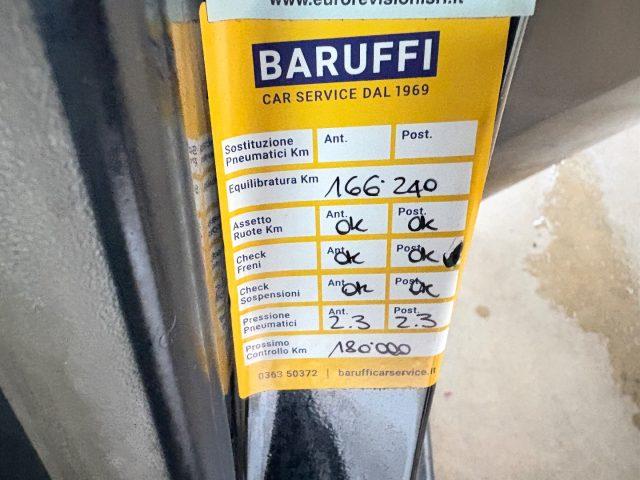 www.eurorevisionisrl.it
BARUFFI
CAR SERVICE DAL 1969
Sostituzione Pneumatici Km Ant. Post.
Equilibratura Km 166.240
Assetto Ruote Km Ant. ok Post. ok
Check Freni Ant. ok Post. ok
Check Sospensioni Ant. ok Post. ok
Pressione Pneumatici Ant. 2.3 Post. 2.3
Prossimo Controllo Km 180.000
0363 50372 | barufficarservice.it